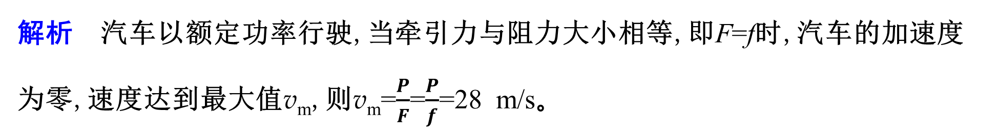 解析 汽车以额定功率行驶,当牵引力与阻力大小相等,即F=f时,汽车的加速度
为零,速度达到最大值vₘ,则vₘ=P/F=P/f=28 m/s。